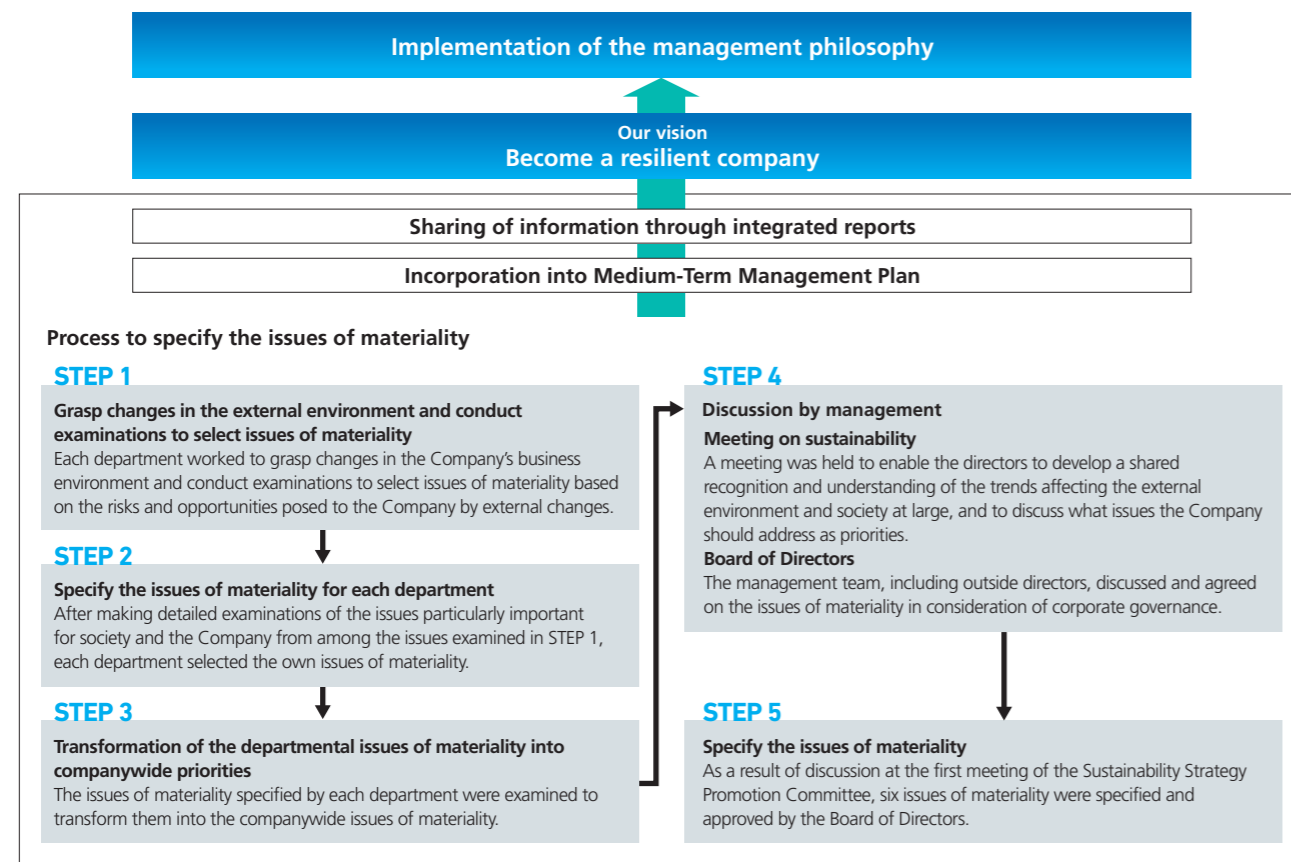 Implementation of the management philosophy
Our vision
Become a resilient company
Sharing of information through integrated reports
Incorporation into Medium-Term Management Plan
Process to specify the issues of materiality
STEP 1
Grasp changes in the external environment and conduct
examinations to select issues of materiality
Each department worked to grasp changes in the Company's business
environment and conduct examinations to select issues of materiality based
on the risks and opportunities posed to the Company by external changes.
STEP 2
Specify the issues of materiality for each department
After making detailed examinations of the issues particularly important
for society and the Company from among the issues examined in STEP 1,
each department selected the own issues of materiality.
STEP 3
Transformation of the departmental issues of materiality into
companywide priorities
The issues of materiality specified by each department were examined to
transform them into the companywide issues of materiality.
STEP 4
Discussion by management
Meeting on sustainability
A meeting was held to enable the directors to develop a shared
recognition and understanding of the trends affecting the external
environment and society at large, and to discuss what issues the Company
should address as priorities.
Board of Directors
The management team, including outside directors, discussed and agreed
on the issues of materiality in consideration of corporate governance.
STEP 5
Specify the issues of materiality
As a result of discussion at the first meeting of the Sustainability Strategy
Promotion Committee, six issues of materiality were specified and
approved by the Board of Directors.